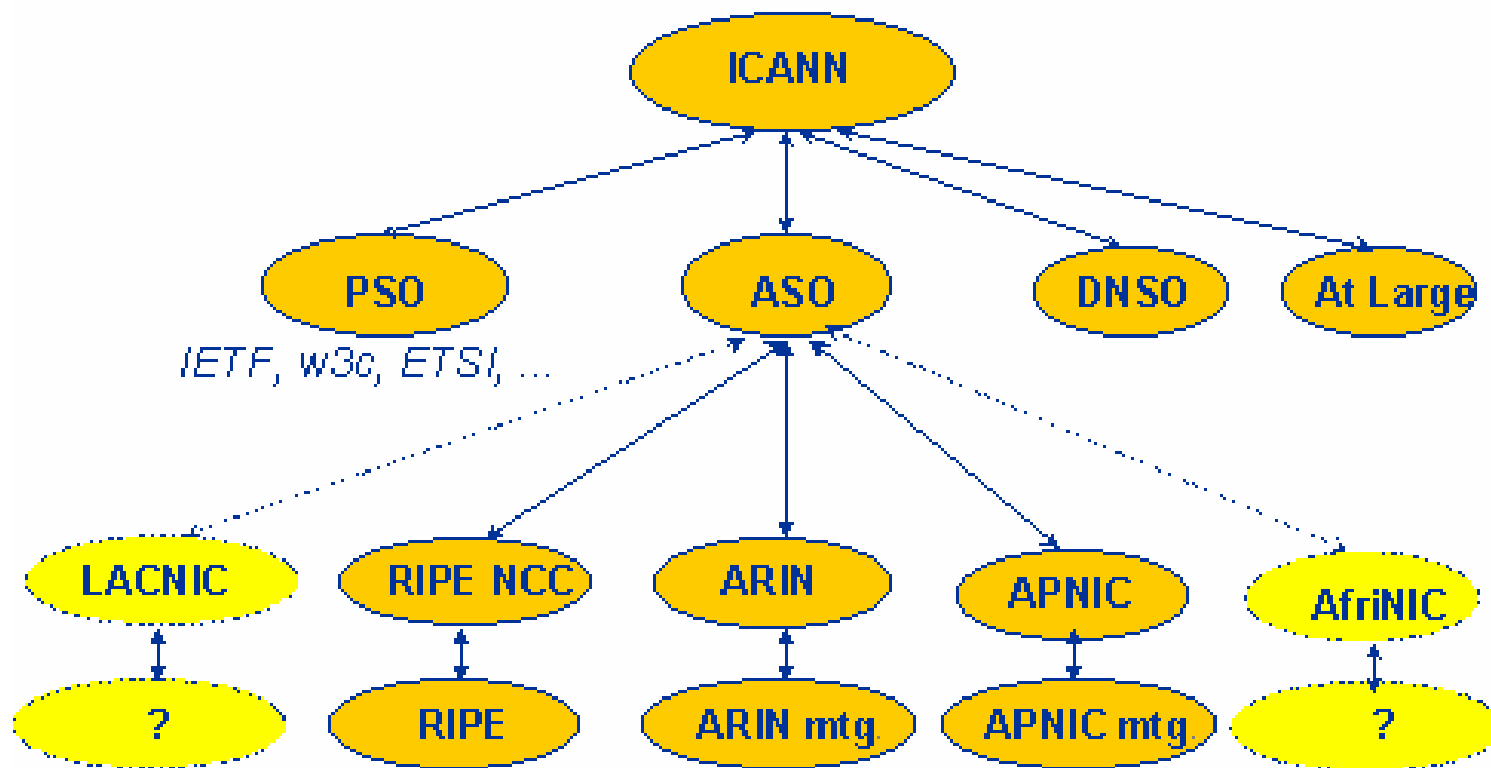 ICANN
PSO
ASO
DNSO
At Large
IETF, w3c, ETSI, ...
LACNIC
RIPE NCC
ARIN
APNIC
AfriNIC
?
RIPE
ARIN mtg.
APNIC mtg.
?